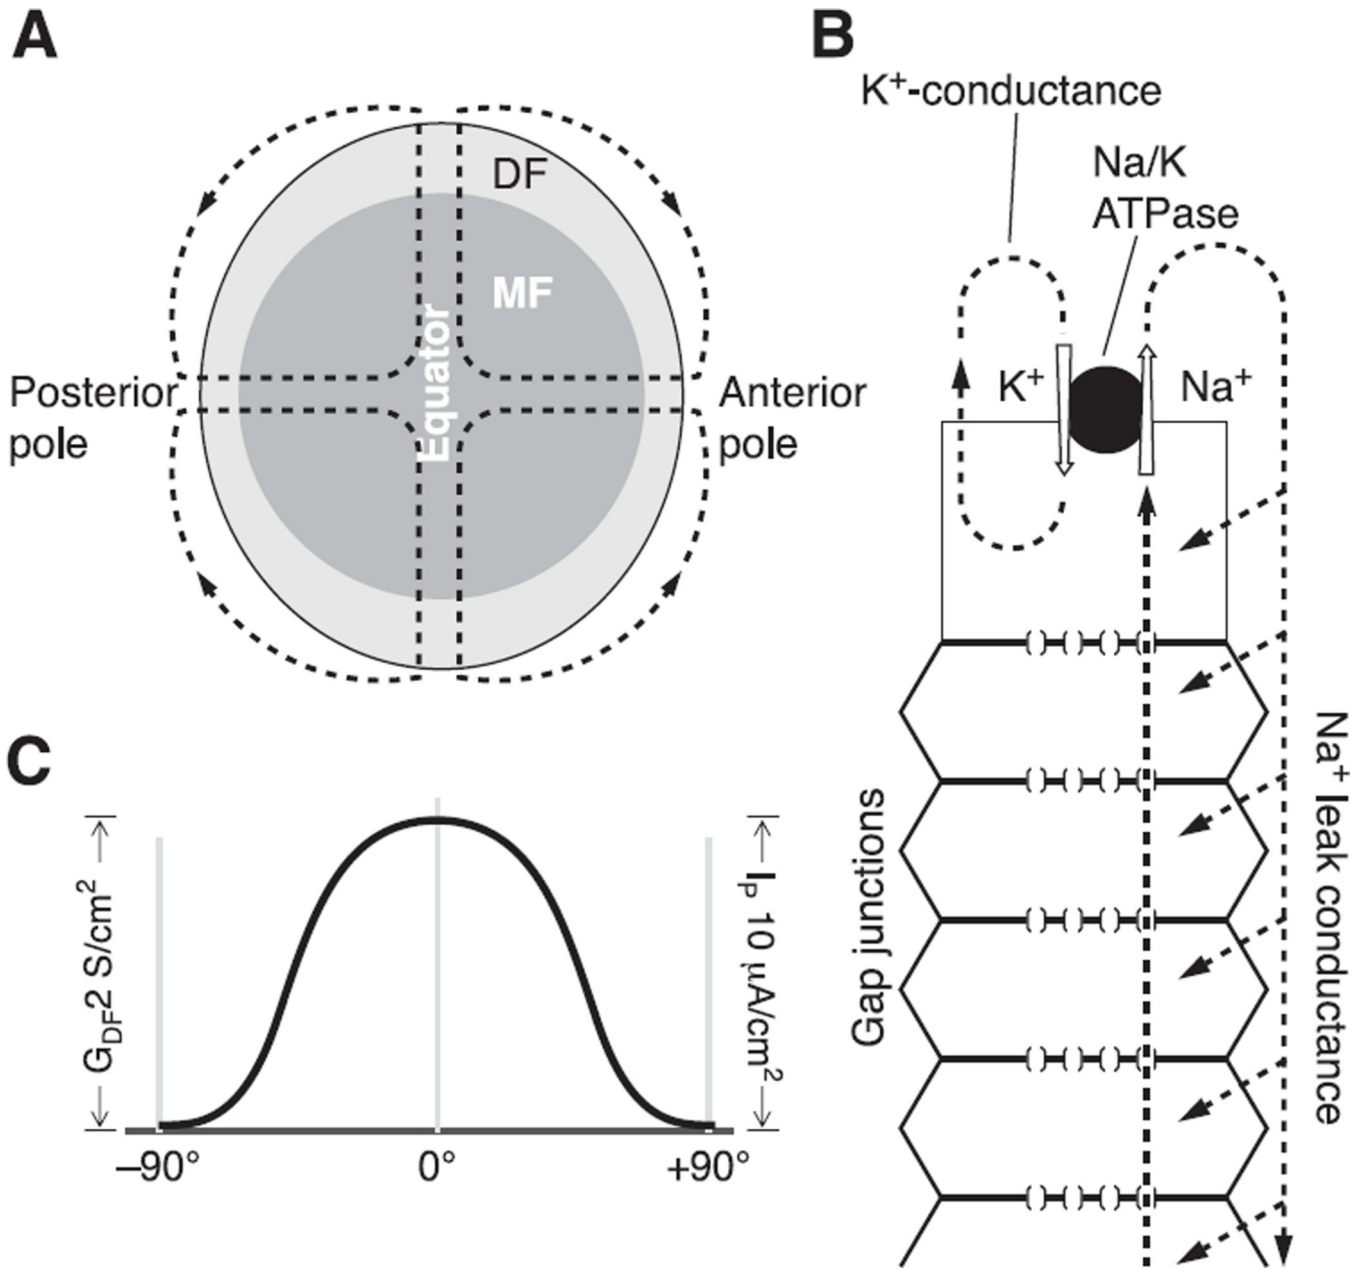 A
DF
MF
Equator
Posterior
pole
Anterior
pole
B
K⁺-conductance
Na/K
ATPase
K⁺
Na⁺
Gap junctions
Na⁺ leak conductance
C
G_DF 2 S/cm²
I_P 10 μA/cm²
–90°
0°
+90°